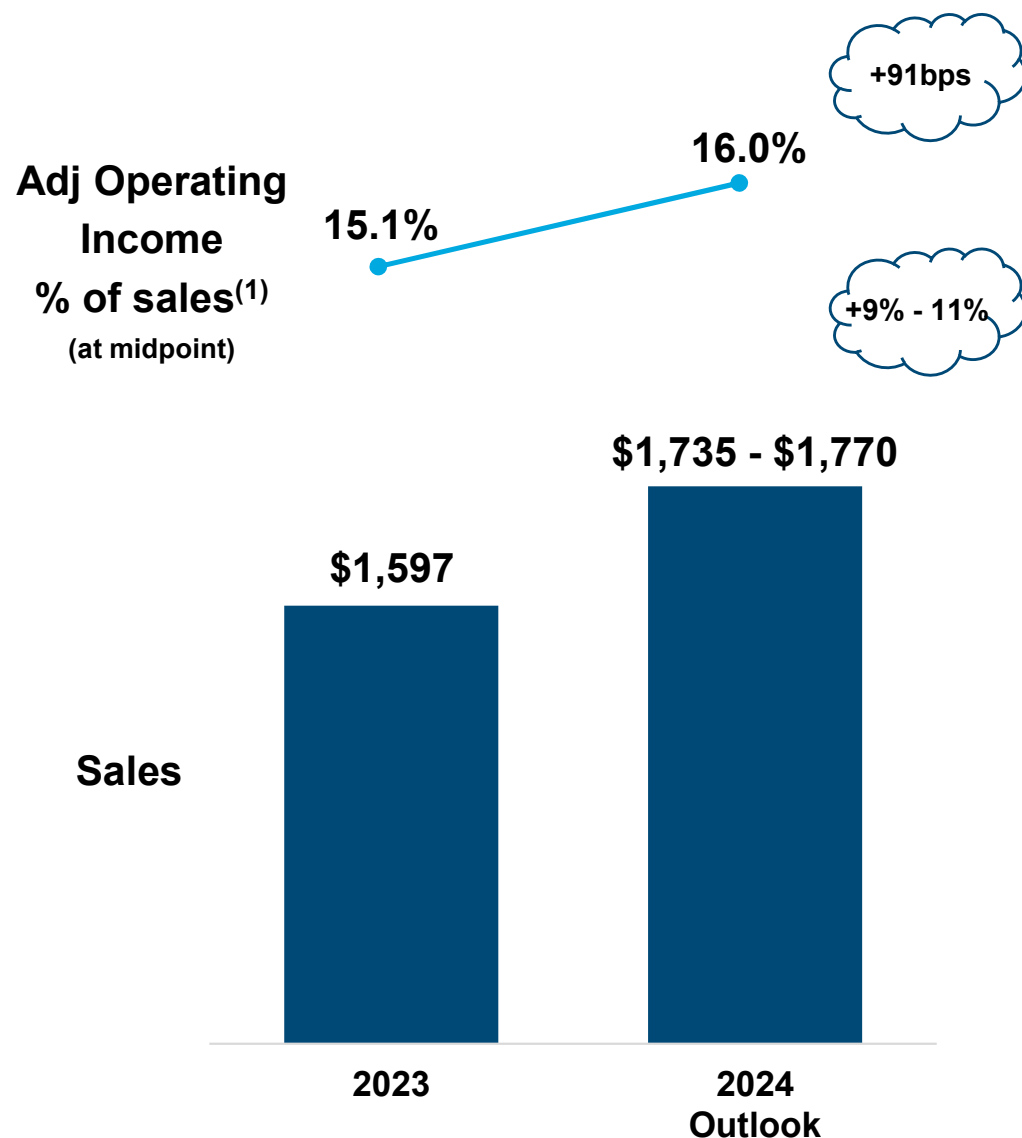 +91bps
16.0%
Adj Operating
Income
% of sales(1)
(at midpoint)
15.1%
+9% - 11%
$1,735 - $1,770
$1,597
Sales
2023
2024
Outlook